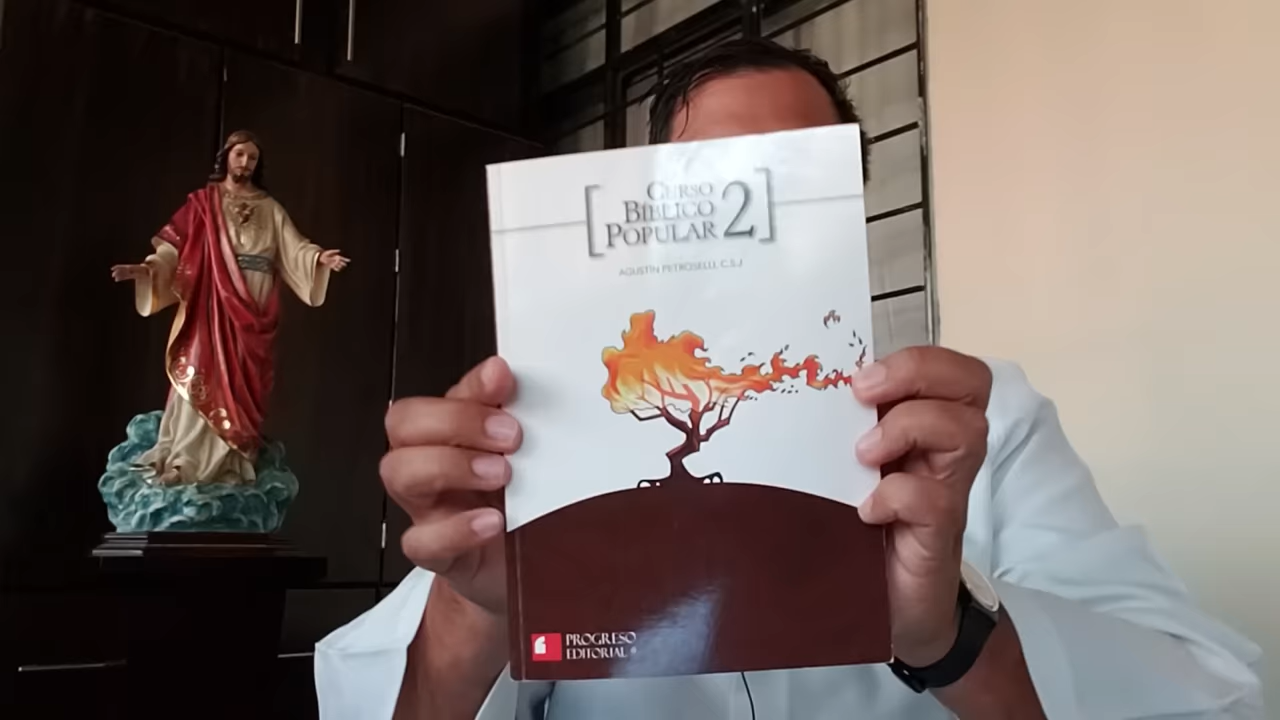 CURSO
BÍBLICO
POPULAR 2
AGUSTÍN PETROSELLI, C.S.J
PROGRESO
EDITORIAL ®